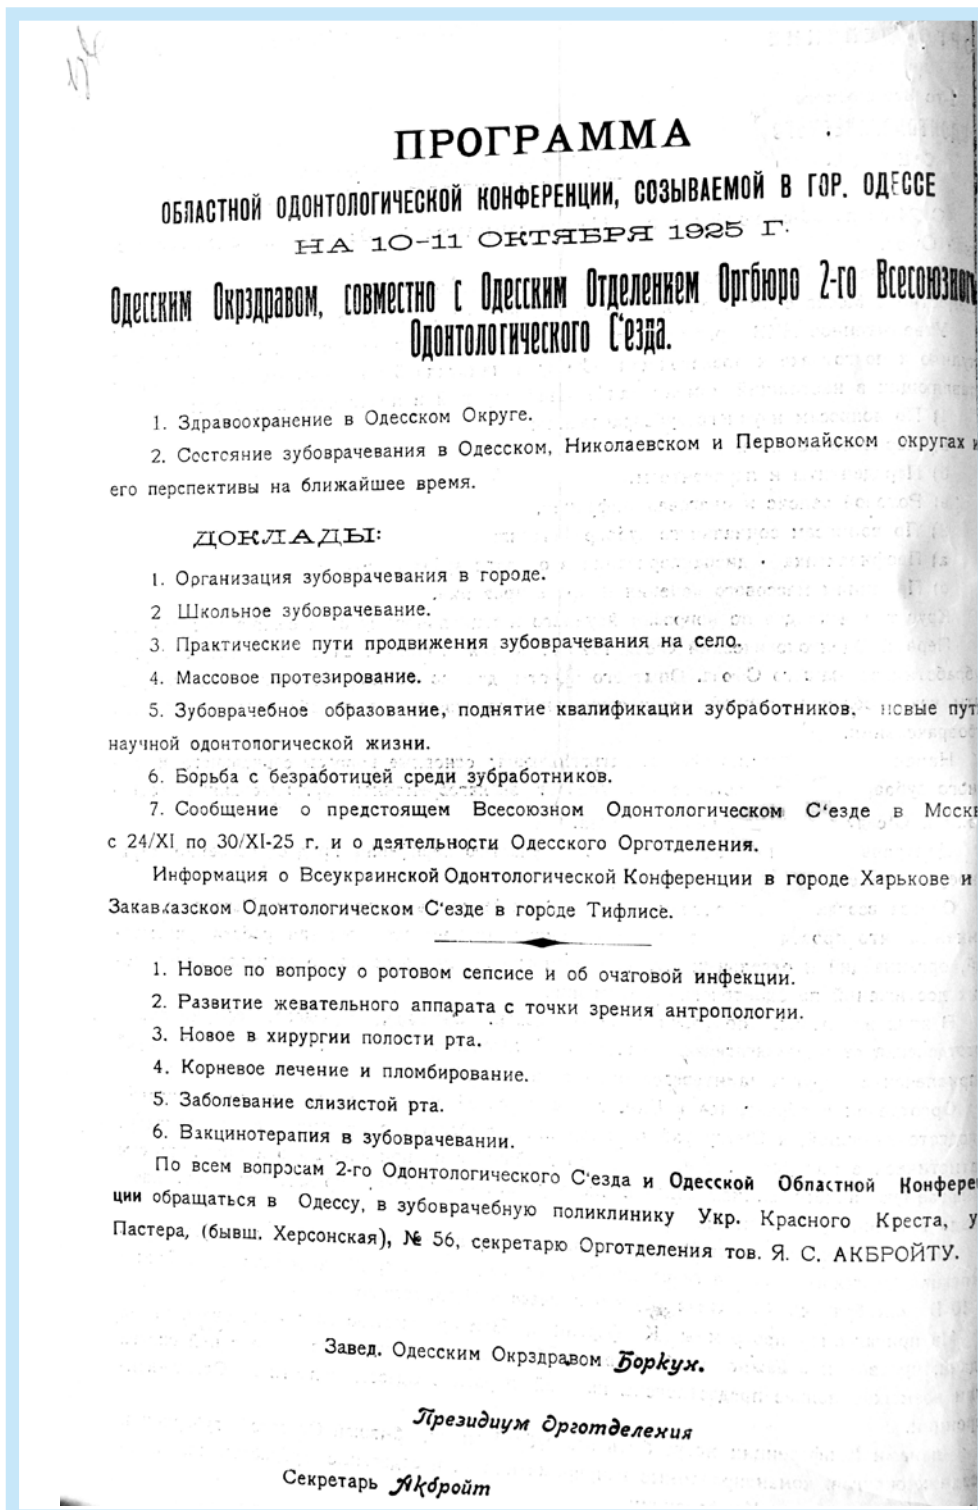 ПРОГРАММА
ОБЛАСТНОЙ ОДОНТОЛОГИЧЕСКОЙ КОНФЕРЕНЦИИ, СОЗЫВАЕМОЙ В ГОР. ОДЕССЕ
НА 10-11 ОКТЯБРЯ 1925 Г.
Одесским Окрздравом, совместно с Одесским Отделением Оргбюро 2-го Всесоюзного
Одонтологического С‘езда.
1. Здравоохранение в Одесском Округе.
2. Состояние зубоврачевания в Одесском, Николаевском и Первомайском округах и
его перспективы на ближайшее время.
ДОКЛАДЫ:
1. Организация зубоврачевания в городе.
2 Школьное зубоврачевание.
3. Практические пути продвижения зубоврачевания на село.
4. Массовое протезирование.
5. Зубоврачебное образование, поднятие квалификации зубработников, новые пут
научной одонтологической жизни.
6. Борьба с безработицей среди зубработников.
7. Сообщение о предстоящем Всесоюзном Одонтологическом С‘езде в Москв
с 24/XI по 30/XI-25 г. и о деятельности Одесского Орготделения.
Информация о Всеукраинской Одонтологической Конференции в городе Харькове и
Закавказском Одонтологическом С‘езде в городе Тифлисе.
1. Новое по вопросу о ротовом сепсисе и об очаговой инфекции.
2. Развитие жевательного аппарата с точки зрения антропологии.
3. Новое в хирургии полости рта.
4. Корневое лечение и пломбирование.
5. Заболевание слизистой рта.
6. Вакцинотерапия в зубоврачевании.
По всем вопросам 2-го Одонтологического С‘езда и Одесской Областной Конферен
ции обращаться в Одессу, в зубоврачебную поликлинику Укр. Красного Креста, у
Пастера, (бывш. Херсонская), № 56, секретарю Орготделения тов. Я. С. АКБРОЙТУ.
Завед. Одесским Окрздравом Боркун.
Президиум Орготделения
Секретарь Акбройт